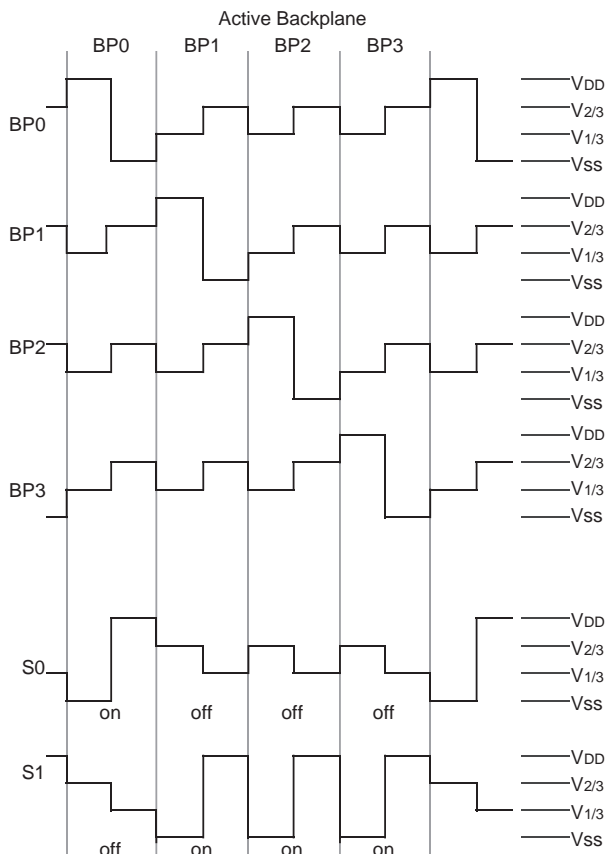 Active Backplane
BP0 BP1 BP2 BP3
VDD
BP0
V2/3
V1/3
VSS
VDD
BP1
V2/3
V1/3
VSS
VDD
BP2
V2/3
V1/3
VSS
VDD
V2/3
BP3
V1/3
VSS
VDD
V2/3
S0
V1/3
VSS
on off off off
VDD
S1
V2/3
V1/3
VSS
off on on on